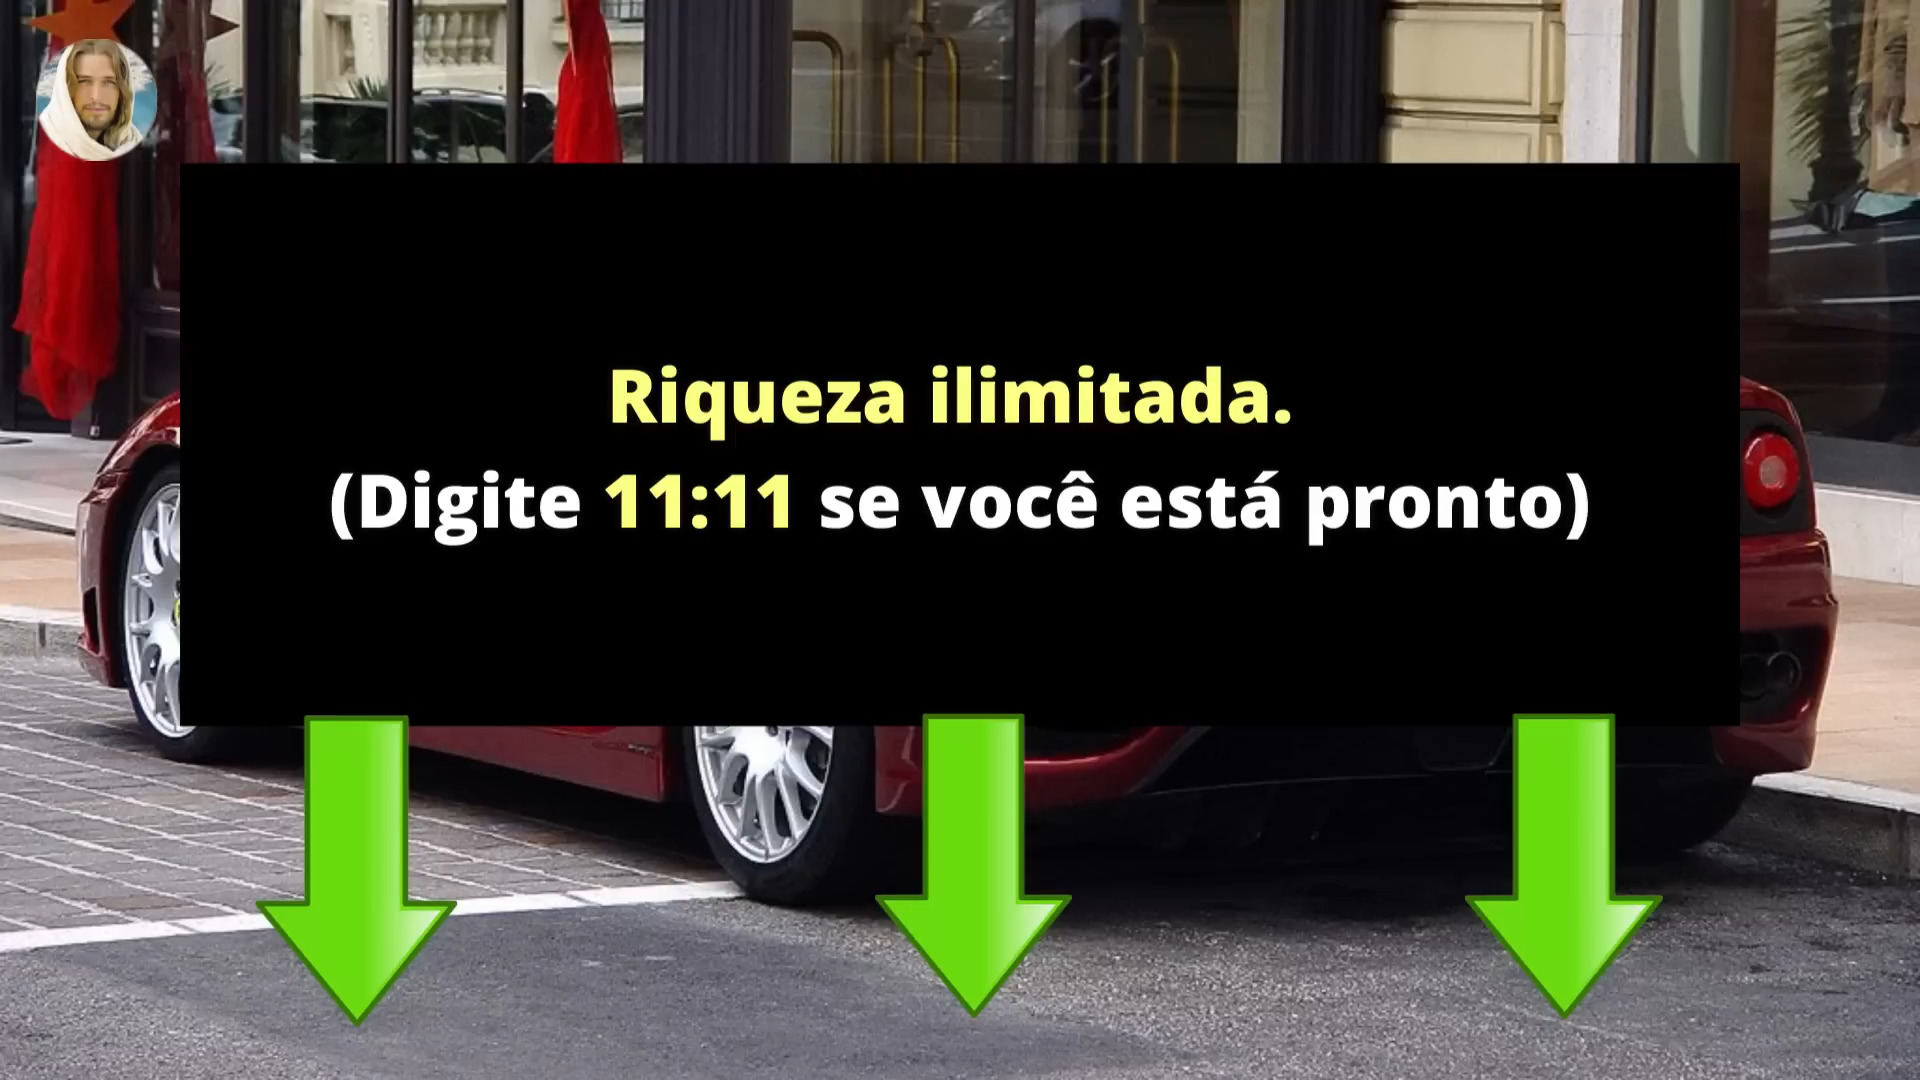 Riqueza ilimitada.
(Digite 11:11 se você está pronto)